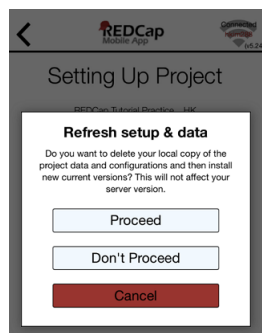 REDCap
Mobile App
Connected
(v5.24
Setting Up Project
REDCap Tutorial Practice HK
Refresh setup & data
Do you want to delete your local copy of the
project data and configurations and then install
new current versions? This will not affect your
server version.
Proceed
Don't Proceed
Cancel